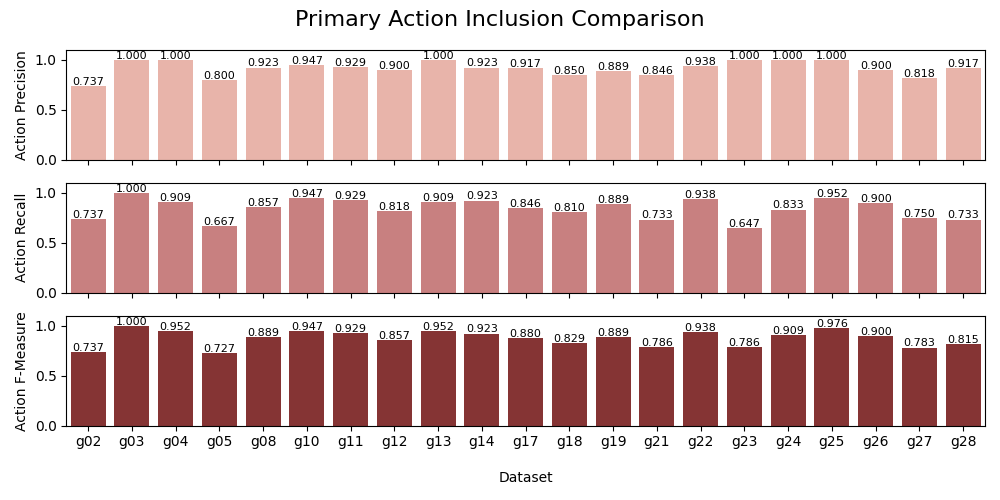 Primary Action Inclusion Comparison
Action Precision
1.0
0.5
0.0
0.737 1.000 1.000 0.800 0.923 0.947 0.929 0.900 1.000 0.923 0.917 0.850 0.889 0.846 0.938 1.000 1.000 1.000 0.900 0.818 0.917
Action Recall
1.0
0.5
0.0
0.737 1.000 0.909 0.667 0.857 0.947 0.929 0.818 0.909 0.923 0.846 0.810 0.889 0.733 0.938 0.647 0.833 0.952 0.900 0.750 0.733
Action F-Measure
1.0
0.5
0.0
0.737 1.000 0.952 0.727 0.889 0.947 0.929 0.857 0.952 0.923 0.880 0.829 0.889 0.786 0.938 0.786 0.909 0.976 0.900 0.783 0.815
g02 g03 g04 g05 g08 g10 g11 g12 g13 g14 g17 g18 g19 g21 g22 g23 g24 g25 g26 g27 g28
Dataset